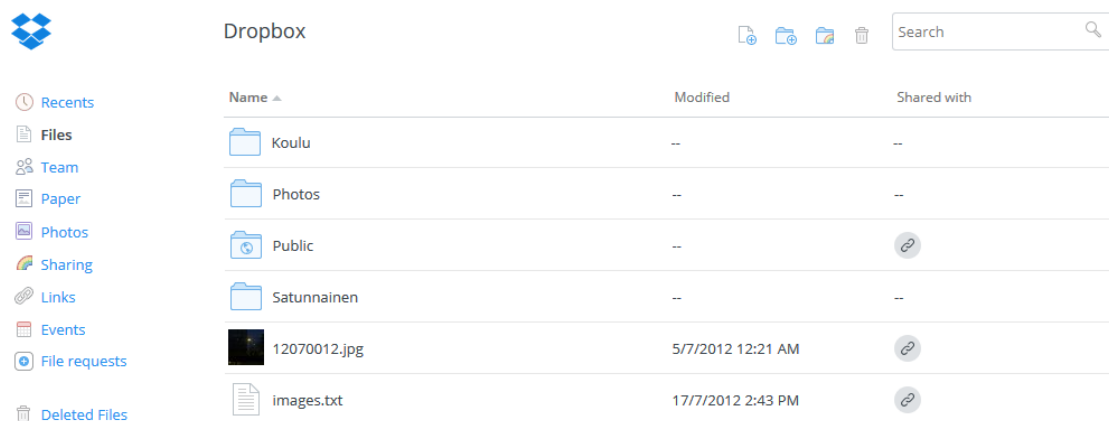 Dropbox
Search
Recents
Files
Team
Paper
Photos
Sharing
Links
Events
File requests
Deleted Files
Name Modified Shared with
Koulu -- --
Photos -- --
Public --
Satunnainen -- --
12070012.jpg 5/7/2012 12:21 AM
images.txt 17/7/2012 2:43 PM